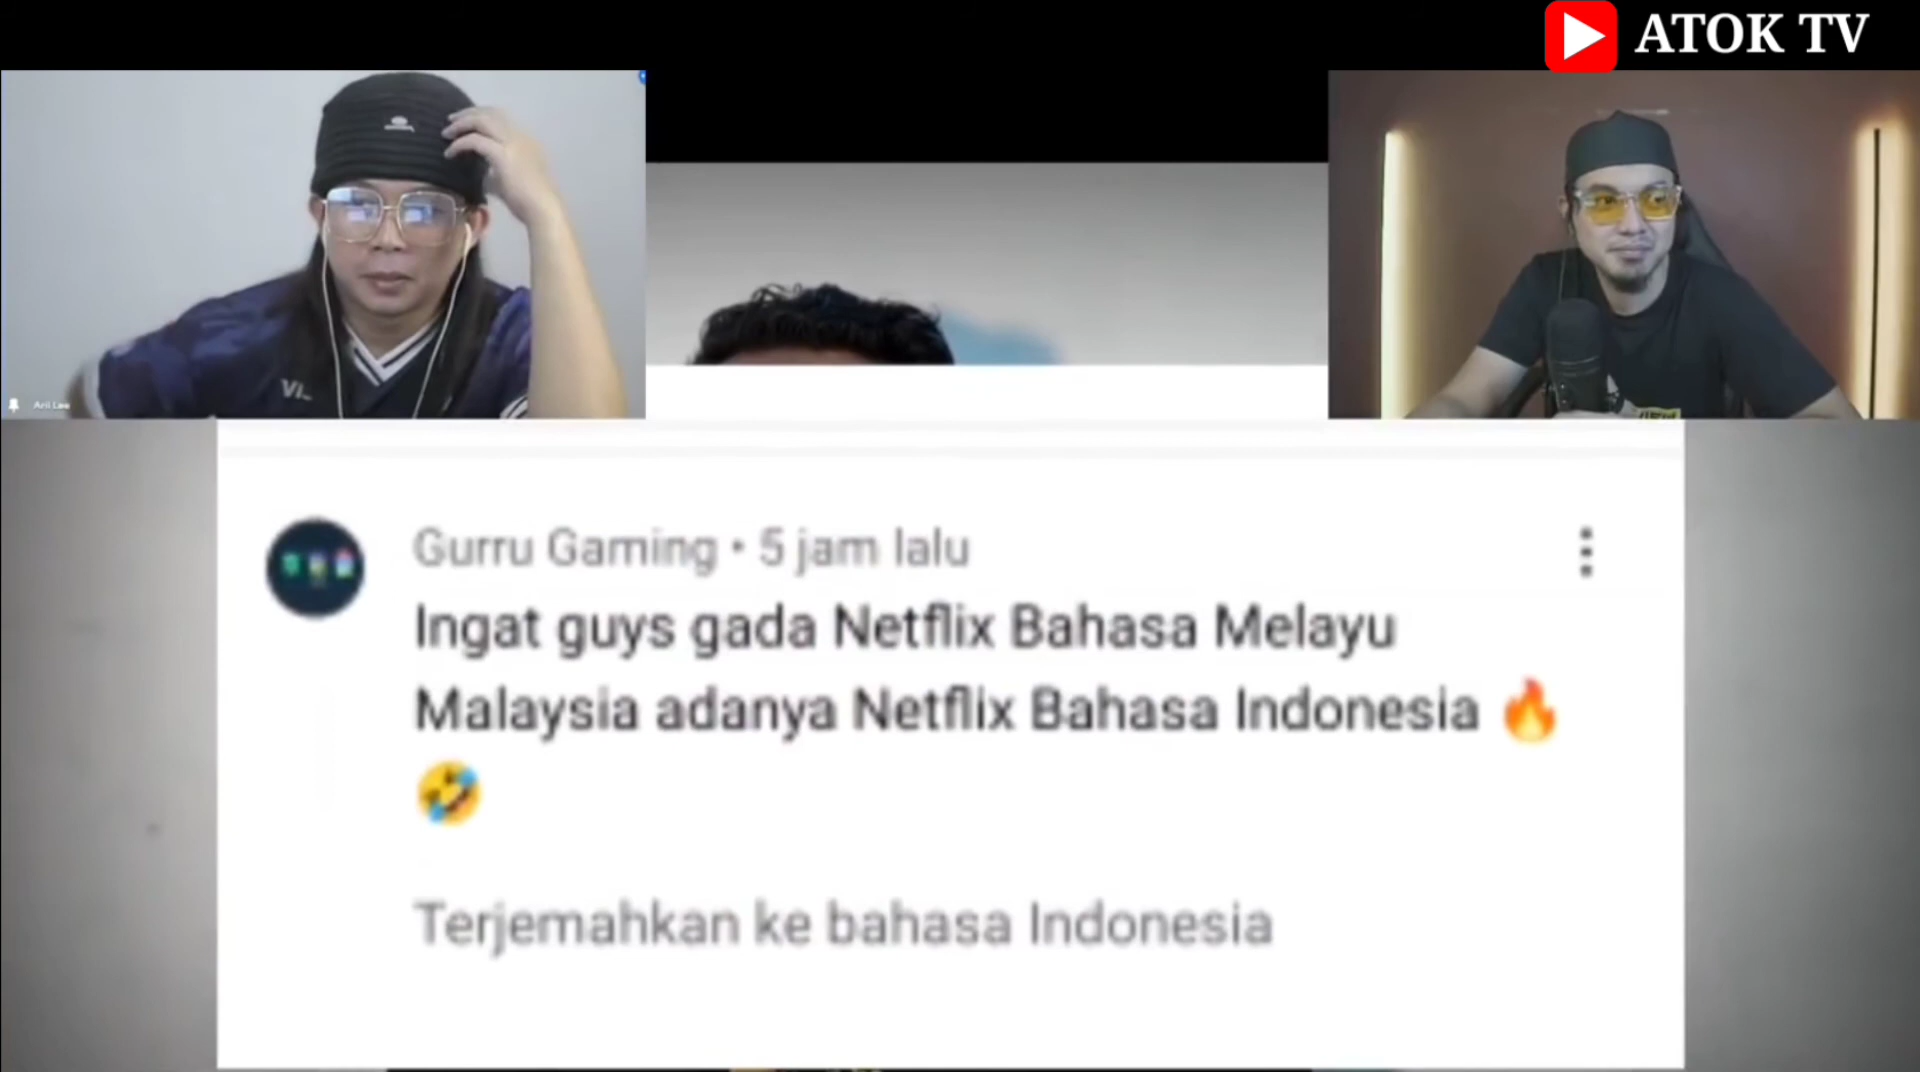 ATOK TV
VI
Gurru Gaming • 5 jam lalu
Ingat guys gada Netflix Bahasa Melayu
Malaysia adanya Netflix Bahasa Indonesia 🔥
🤣
Terjemahkan ke bahasa Indonesia